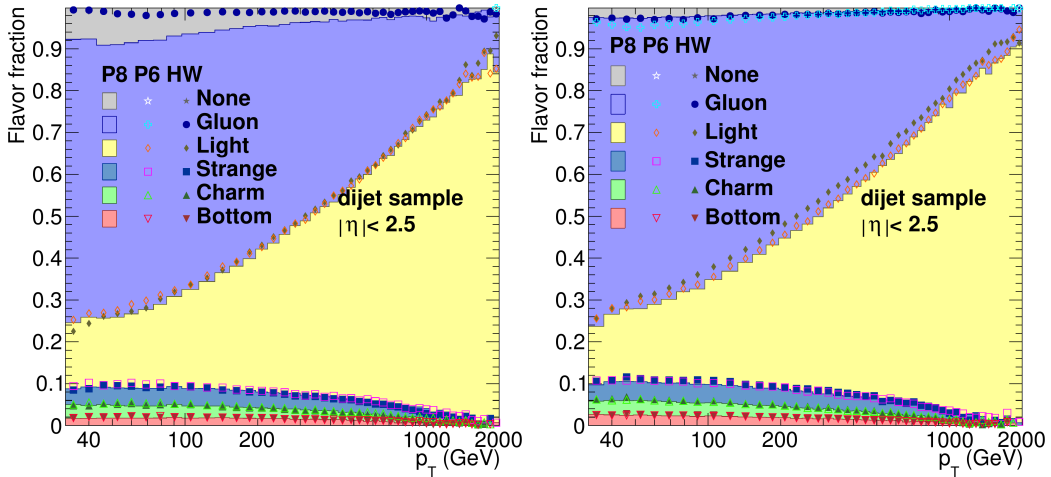 Flavor fraction
0.9
0.8
0.7
0.6
0.5
0.4
0.3
0.2
0.1
0
P8 P6 HW
None
Gluon
Light
Strange
Charm
Bottom
dijet sample
|η|< 2.5
40 100 200 1000 2000
p_T (GeV)
Flavor fraction
0.9
0.8
0.7
0.6
0.5
0.4
0.3
0.2
0.1
0
P8 P6 HW
None
Gluon
Light
Strange
Charm
Bottom
dijet sample
|η|< 2.5
40 100 200 1000 2000
p_T (GeV)